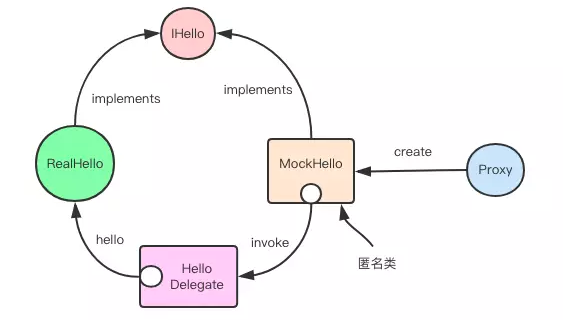 IHello
implements
implements
RealHello
MockHello
create
Proxy
hello
invoke
Hello
Delegate
匿名类